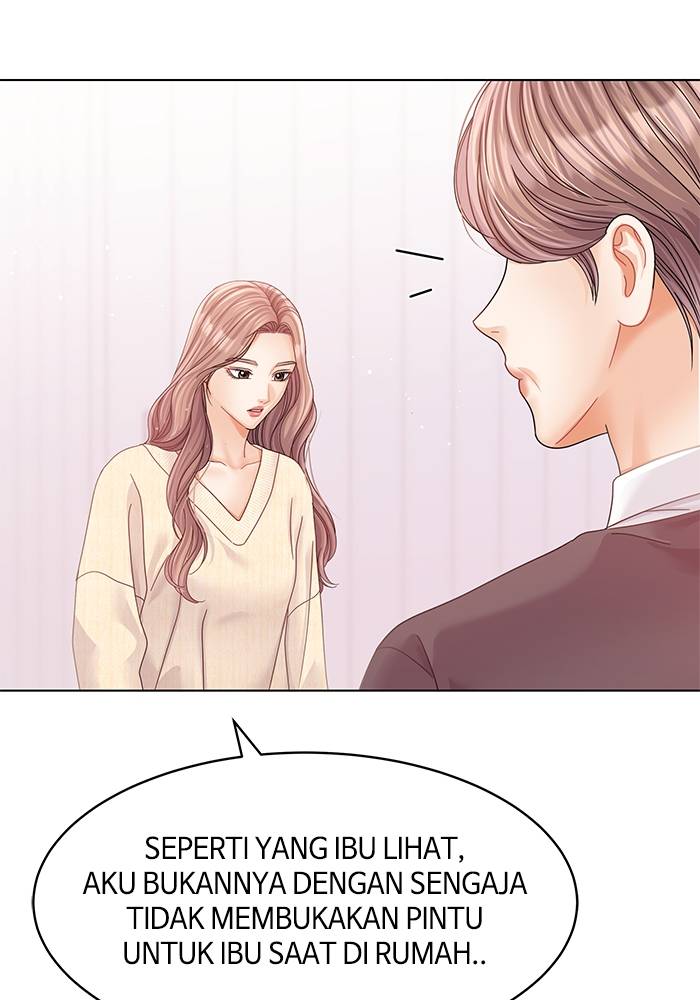 SEPERTI YANG IBU LIHAT,
AKU BUKANNYA DENGAN SENGAJA
TIDAK MEMBUKAKAN PINTU
UNTUK IBU SAAT DI RUMAH..